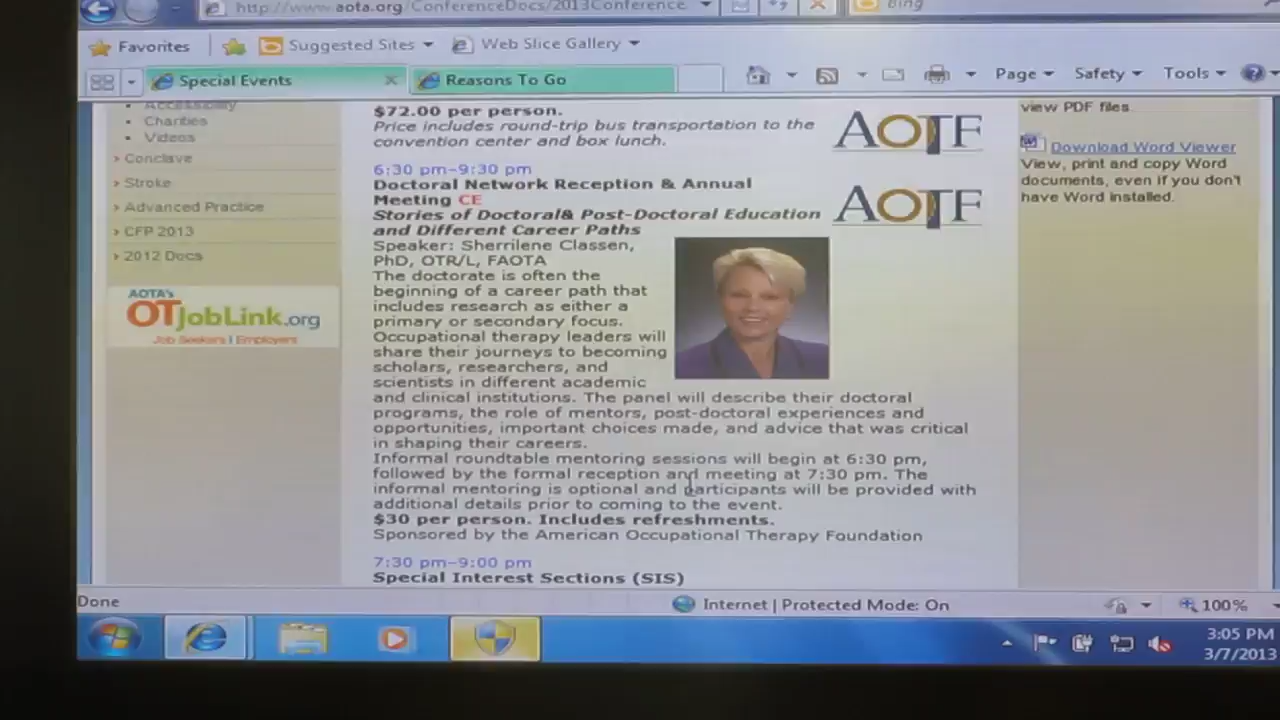 http://www.aota.org/ConferenceDocs/2013Conference
Bing
Favorites
Suggested Sites
Web Slice Gallery
Special Events
Reasons To Go
Page
Safety
Tools
Accessibility
Charities
Videos
Conclave
Stroke
Advanced Practice
CFP 2013
2012 Docs
AOTA's
OTJobLink.org
Job Seekers | Employers
$72.00 per person.
Price includes round-trip bus transportation to the
convention center and box lunch.
AOTF
6:30 pm–9:30 pm
Doctoral Network Reception & Annual
Meeting CE
AOTF
Stories of Doctoral& Post-Doctoral Education
and Different Career Paths
Speaker: Sherrilene Classen,
PhD, OTR/L, FAOTA
The doctorate is often the
beginning of a career path that
includes research as either a
primary or secondary focus.
Occupational therapy leaders will
share their journeys to becoming
scholars, researchers, and
scientists in different academic
and clinical institutions. The panel will describe their doctoral
programs, the role of mentors, post-doctoral experiences and
opportunities, important choices made, and advice that was critical
in shaping their careers.
Informal roundtable mentoring sessions will begin at 6:30 pm,
followed by the formal reception and meeting at 7:30 pm. The
informal mentoring is optional and participants will be provided with
additional details prior to coming to the event.
$30 per person. Includes refreshments.
Sponsored by the American Occupational Therapy Foundation
7:30 pm–9:00 pm
Special Interest Sections (SIS)
view PDF files
Download Word Viewer
View, print and copy Word
documents, even if you don't
have Word installed.
Done
Internet | Protected Mode: On
100%
3:05 PM
3/7/2013